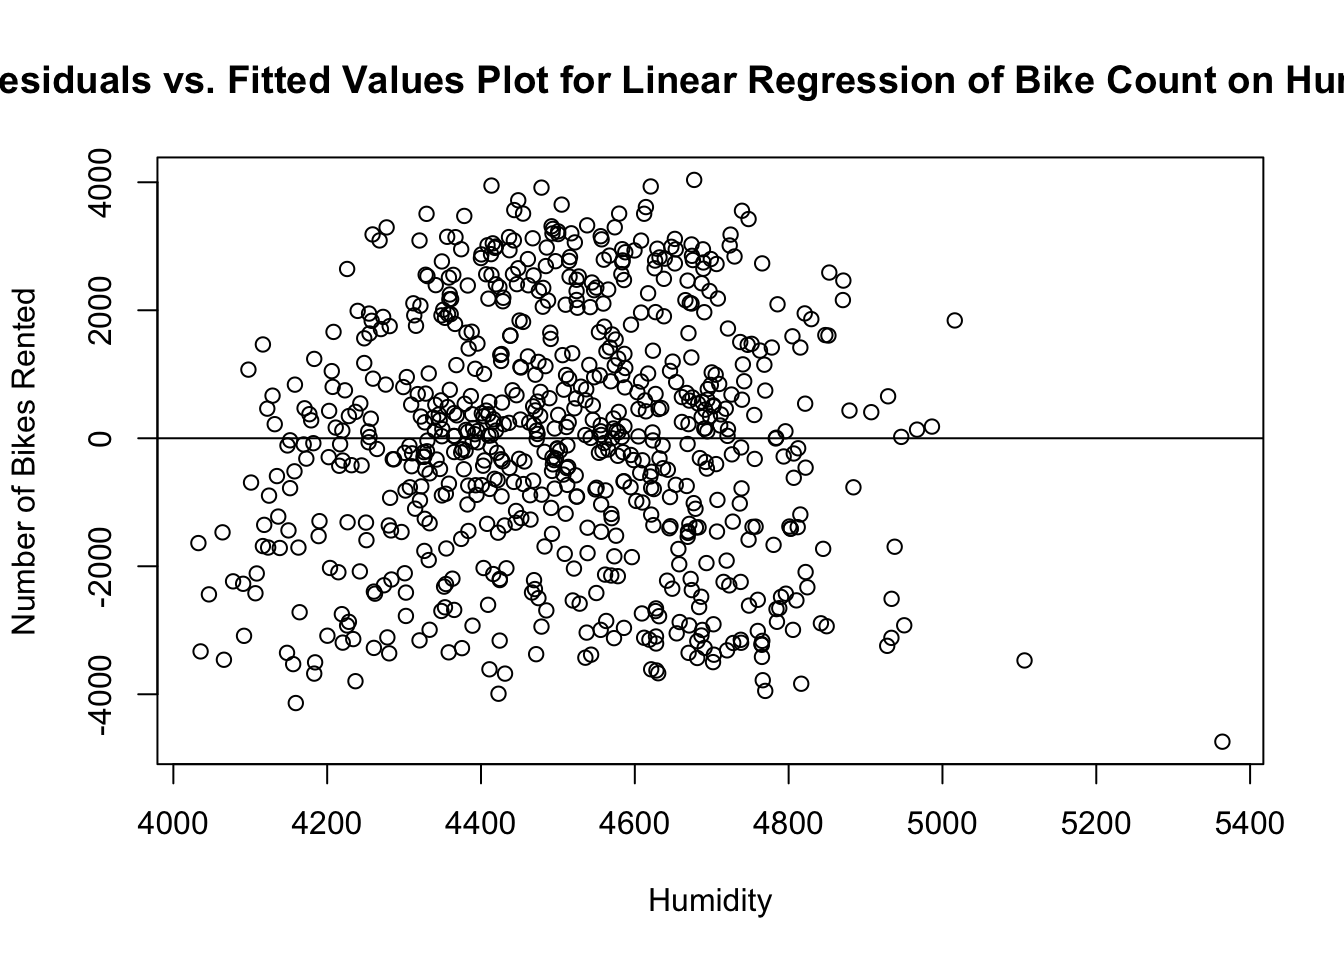 esiduals vs. Fitted Values Plot for Linear Regression of Bike Count on Hur
Number of Bikes Rented
4000
2000
0
-2000
-4000
4000 4200 4400 4600 4800 5000 5200 5400
Humidity